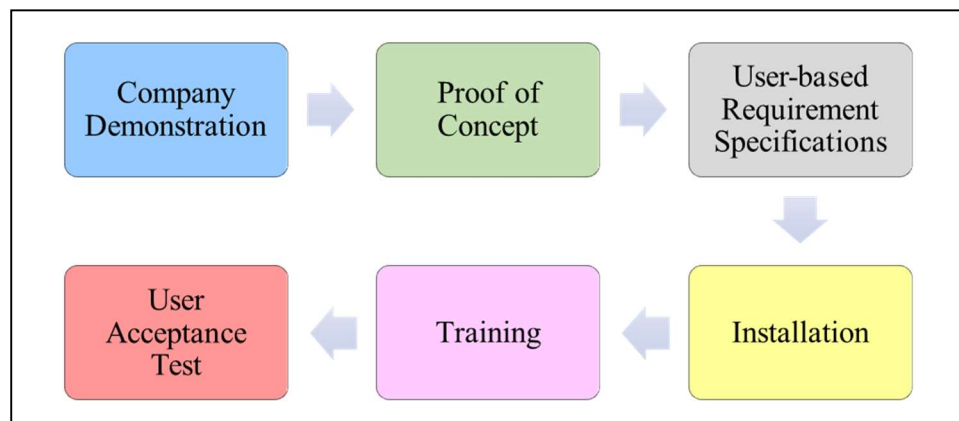 Company
Demonstration
Proof of
Concept
User-based
Requirement
Specifications
Installation
Training
User
Acceptance
Test